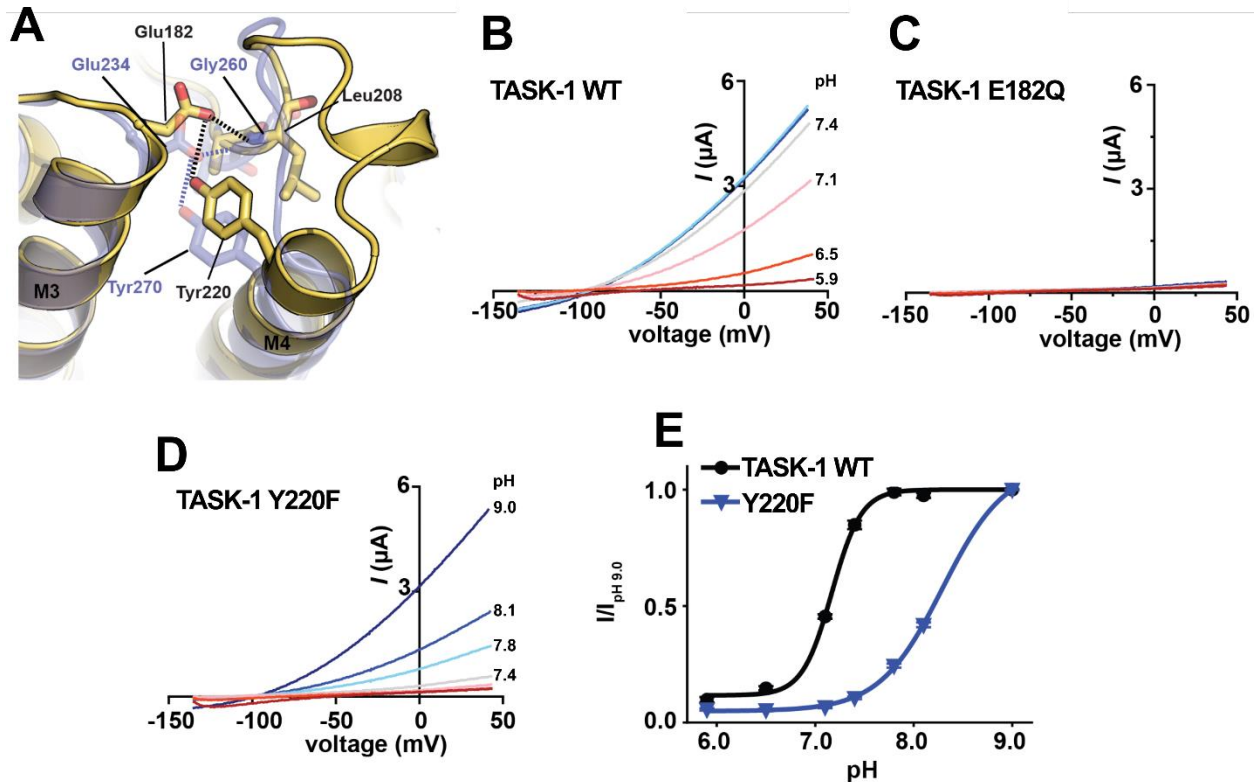 A
Glu182
Glu234
Gly260
Leu208
Tyr270
Tyr220
M3
M4
B
TASK-1 WT
6
pH
7.4
I (µA)
7.1
3
6.5
5.9
-150
-100
-50
0
50
voltage (mV)
C
TASK-1 E182Q
6
I (µA)
3
-150
-100
-50
0
50
voltage (mV)
D
TASK-1 Y220F
6
pH
9.0
I (µA)
3
8.1
7.8
7.4
-150
-100
-50
0
50
voltage (mV)
E
TASK-1 WT
Y220F
1.0
I/I pH 9.0
0.5
0.0
6.0
7.0
8.0
9.0
pH